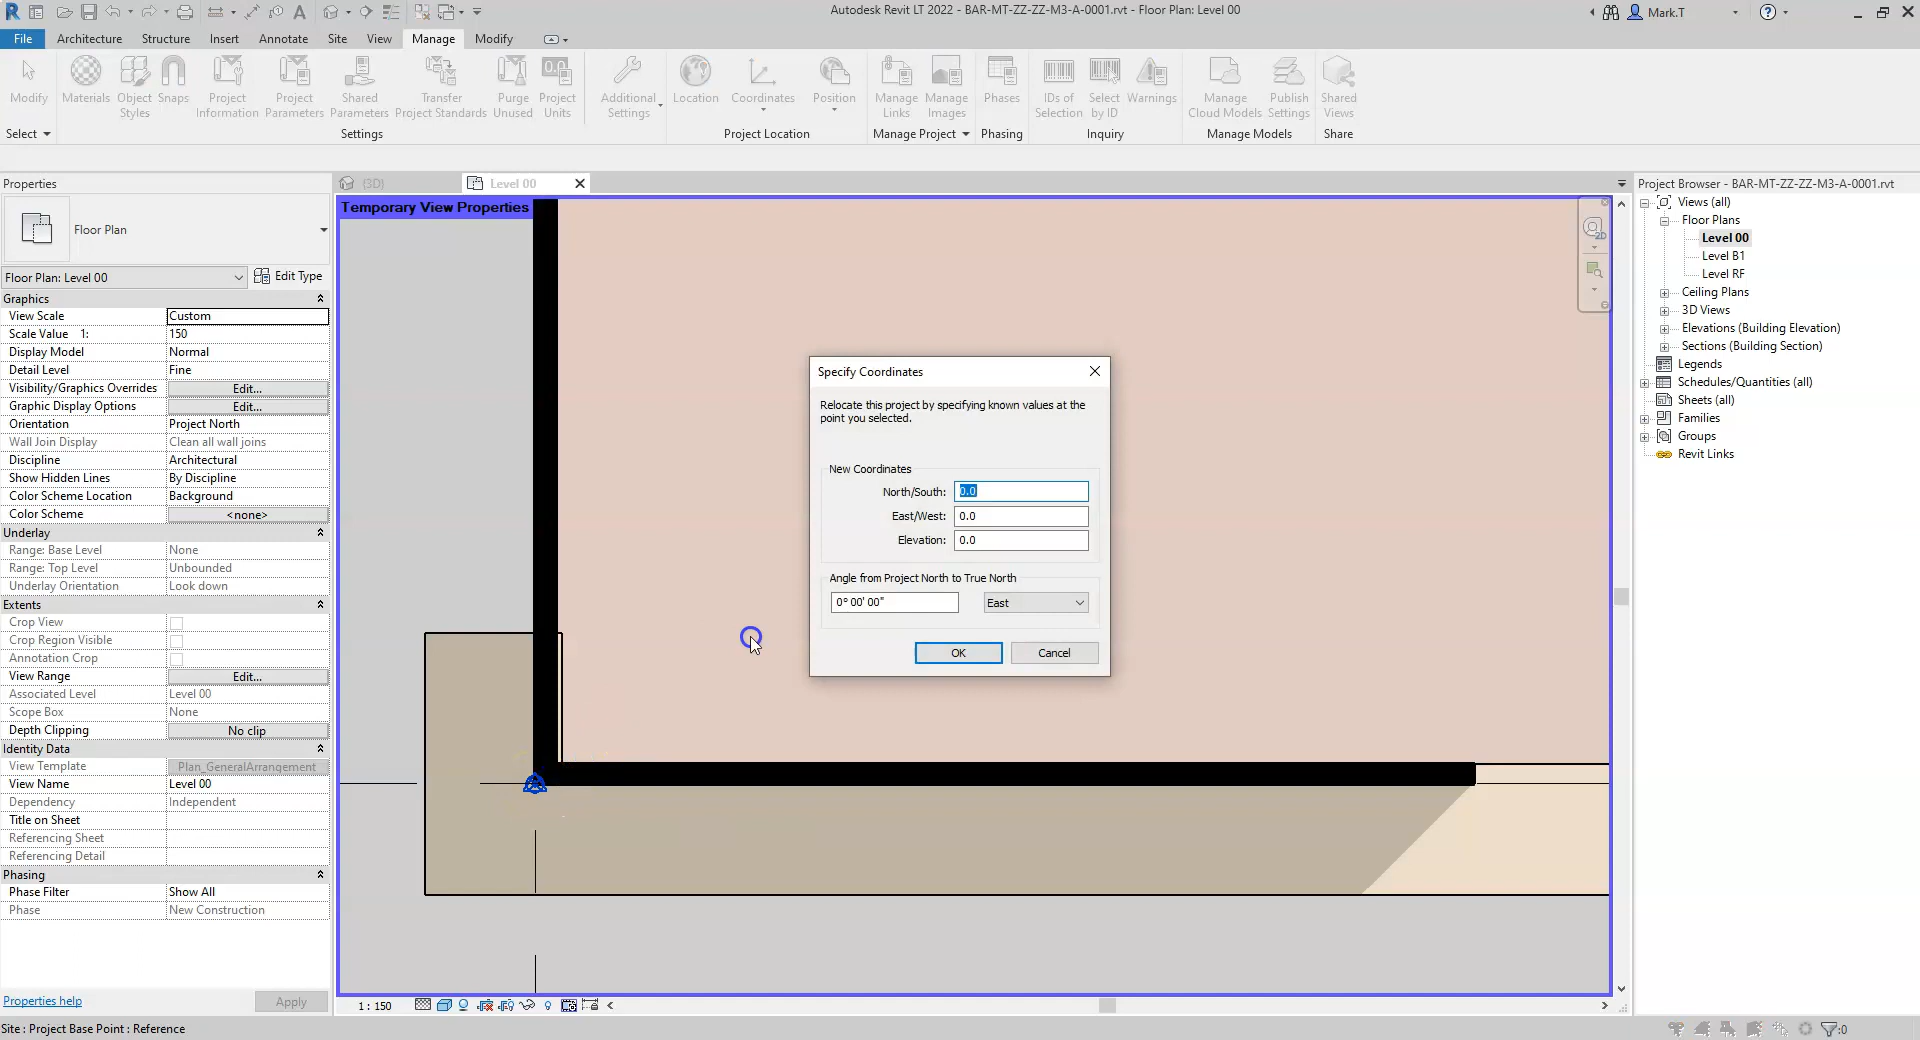 Autodesk Revit LT 2022 - BAR-MT-ZZ-ZZ-M3-A-0001.rvt - Floor Plan: Level 00
Mark.T
File Architecture Structure Insert Annotate Site View Manage Modify
Modify
Materials
Object Styles
Snaps
Project Information
Project Parameters
Shared Parameters
Transfer Project Standards
Purge Unused
Project Units
Additional Settings
Location
Coordinates
Position
Manage Links
Manage Images
Phases
IDs of Selection
Select by ID
Warnings
Manage Cloud Models
Publish Settings
Shared Views
Select
Settings
Project Location
Manage Project
Phasing
Inquiry
Manage Models
Share
Properties
Floor Plan
Floor Plan: Level 00
Edit Type
Graphics
View Scale Custom
Scale Value 1: 150
Display Model Normal
Detail Level Fine
Visibility/Graphics Overrides Edit...
Graphic Display Options Edit...
Orientation Project North
Wall Join Display Clean all wall joins
Discipline Architectural
Show Hidden Lines By Discipline
Color Scheme Location Background
Color Scheme <none>
Underlay
Range: Base Level None
Range: Top Level Unbounded
Underlay Orientation Look down
Extents
Crop View
Crop Region Visible
Annotation Crop
View Range Edit...
Associated Level Level 00
Scope Box None
Depth Clipping No clip
Identity Data
View Template Plan_GeneralArrangement
View Name Level 00
Dependency Independent
Title on Sheet
Referencing Sheet
Referencing Detail
Phasing
Phase Filter Show All
Phase New Construction
Properties help
Apply
{3D}
Level 00
Temporary View Properties
2D
Specify Coordinates
Relocate this project by specifying known values at the
point you selected.
New Coordinates
North/South: 0.0
East/West: 0.0
Elevation: 0.0
Angle from Project North to True North
0° 00' 00"
East
OK
Cancel
1 : 150
Project Browser - BAR-MT-ZZ-ZZ-M3-A-0001.rvt
Views (all)
Floor Plans
Level 00
Level B1
Level RF
Ceiling Plans
3D Views
Elevations (Building Elevation)
Sections (Building Section)
Legends
Schedules/Quantities (all)
Sheets (all)
Families
Groups
Revit Links
Site : Project Base Point : Reference
:0